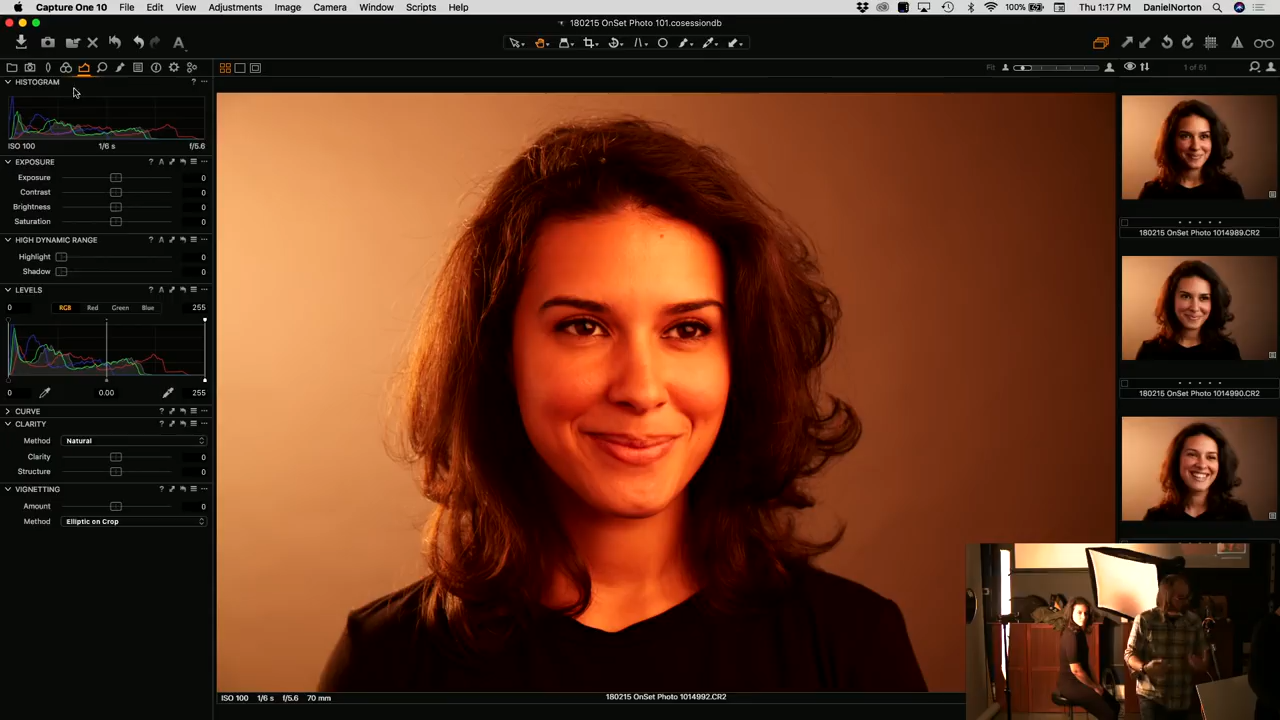 Capture One 10 File Edit View Adjustments Image Camera Window Scripts Help 100% Thu 1:17 PM DanielNorton
180215 OnSet Photo 101.cosessiondb
Fit 1 of 61
HISTOGRAM ? ...
ISO 100 1/6 s f/5.6
EXPOSURE ? A
Exposure 0
Contrast 0
Brightness 0
Saturation 0
HIGH DYNAMIC RANGE ? A
Highlight 0
Shadow 0
LEVELS ? A
0 RGB Red Green Blue 255
0 0.00 255
CURVE ?
CLARITY ?
Method Natural
Clarity 0
Structure 0
VIGNETTING ?
Amount 0
Method Elliptic on Crop
ISO 100 1/6 s f/5.6 70 mm 180215 OnSet Photo 1014992.CR2
180215 OnSet Photo 1014989.CR2
180215 OnSet Photo 1014990.CR2